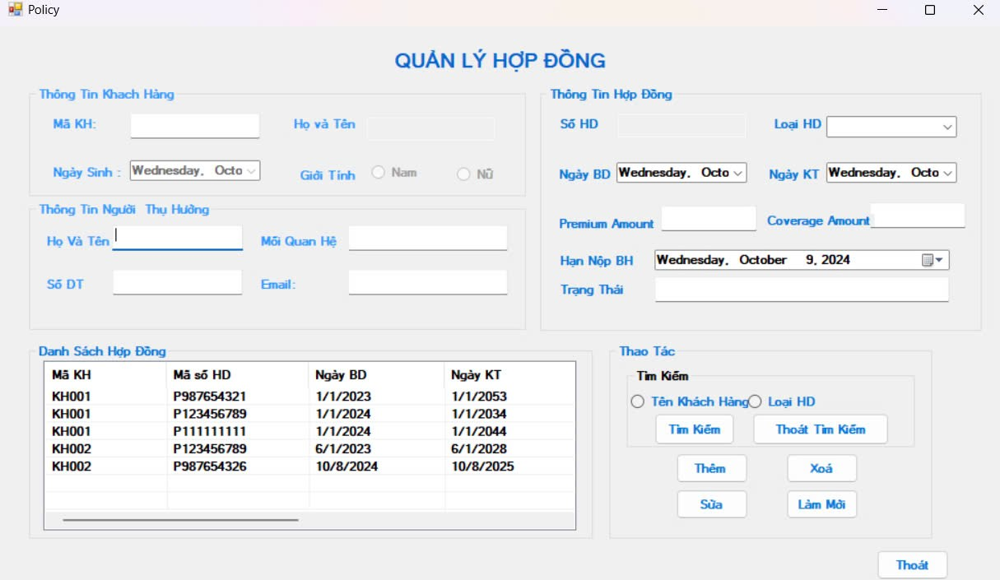 Policy
QUẢN LÝ HỢP ĐỒNG
Thông Tin Khach Hàng
Mã KH:
Họ và Tên
Ngày Sinh :
Wednesday, Octo
Giới Tính
Nam
Nữ
Thông Tin Người Thụ Hưởng
Họ Và Tên
Mối Quan Hệ
Số DT
Email:
Thông Tin Hợp Đồng
Số HD
Loại HD
Ngày BD
Wednesday, Octo
Ngày KT
Wednesday, Octo
Premium Amount
Coverage Amount
Hạn Nộp BH
Wednesday, October 9, 2024
Trạng Thái
Danh Sách Hợp Đồng
Mã KH Mã số HD Ngày BD Ngày KT
KH001 P987654321 1/1/2023 1/1/2053
KH001 P123456789 1/1/2024 1/1/2034
KH001 P111111111 1/1/2024 1/1/2044
KH002 P123456789 6/1/2023 6/1/2028
KH002 P987654326 10/8/2024 10/8/2025
Thao Tác
Tìm Kiếm
Tên Khách Hàng
Loại HD
Tìm Kiếm
Thoát Tìm Kiếm
Thêm
Xoá
Sửa
Làm Mới
Thoát